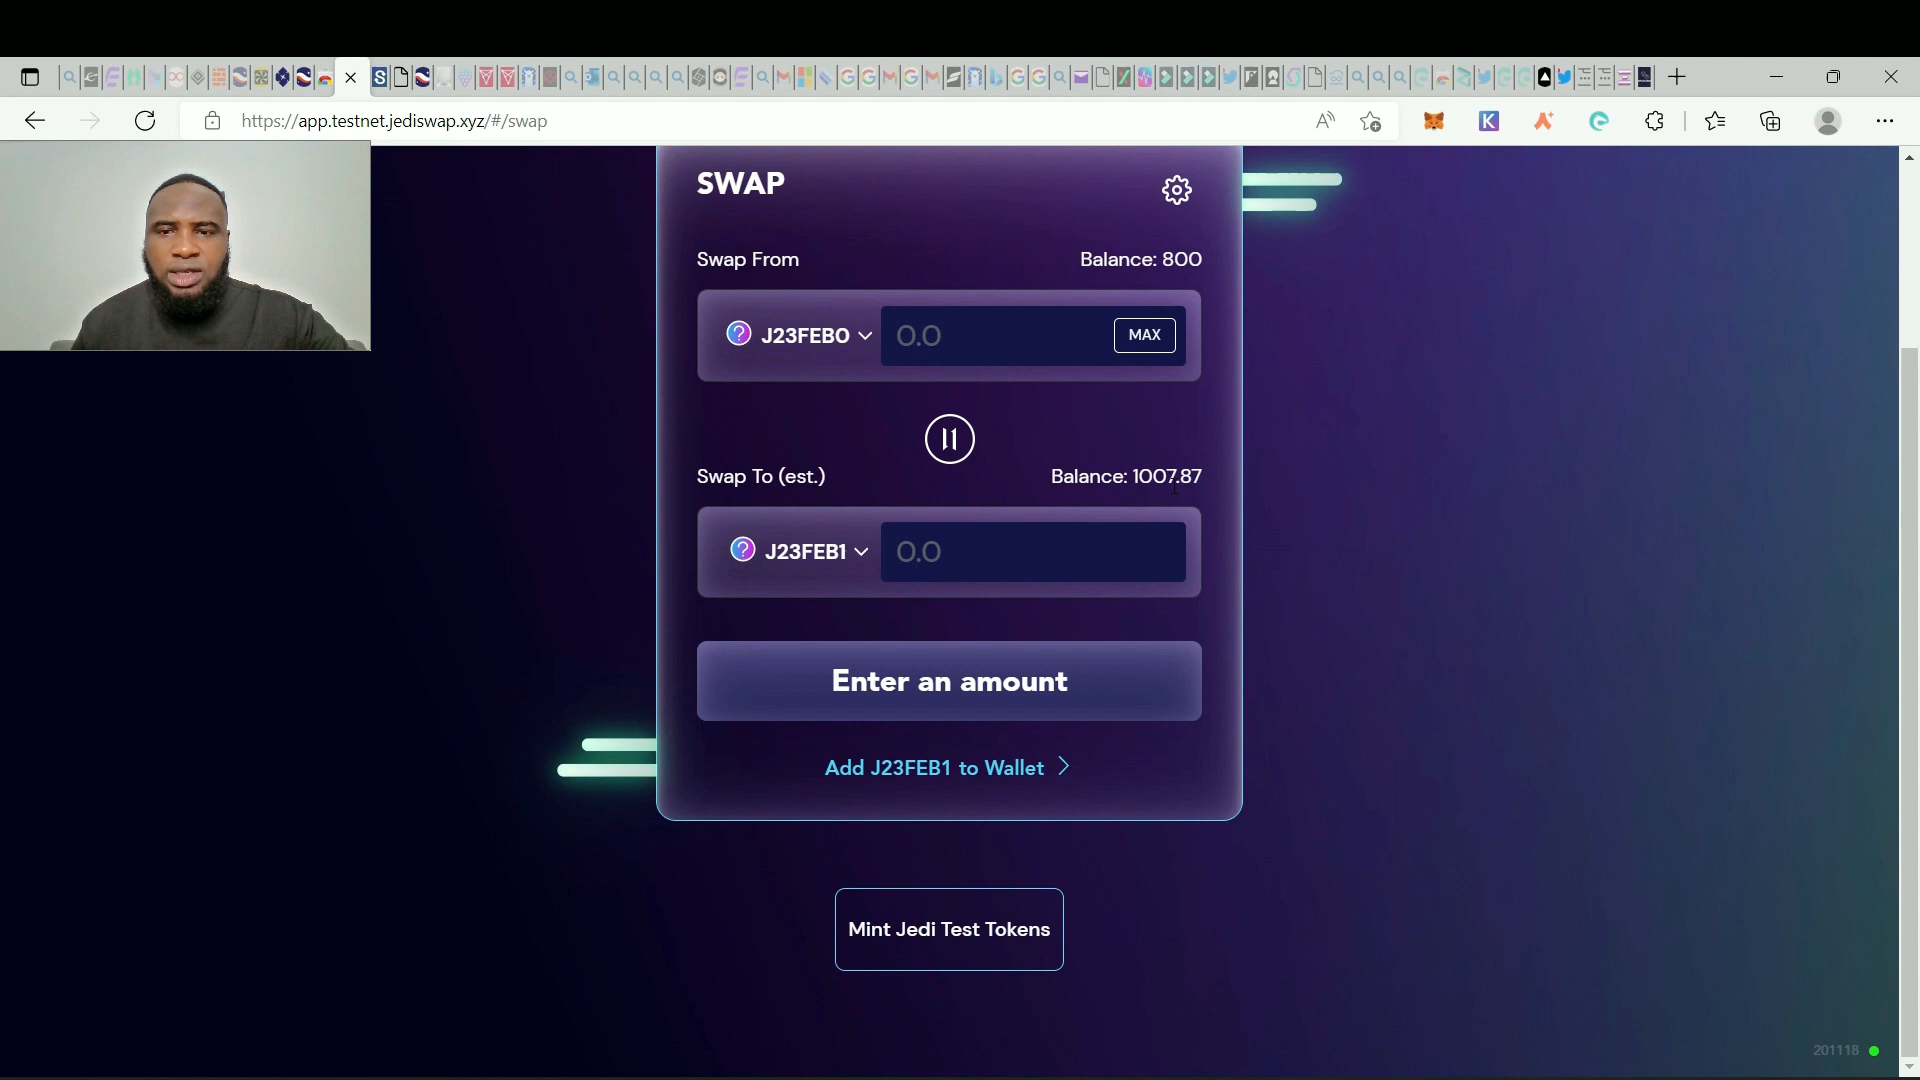 https://app.testnet.jediswap.xyz/#/swap
SWAP
Swap From
Balance: 800
J23FEB0
0.0
MAX
Swap To (est.)
Balance: 1007.87
J23FEB1
0.0
Enter an amount
Add J23FEB1 to Wallet
Mint Jedi Test Tokens
201118